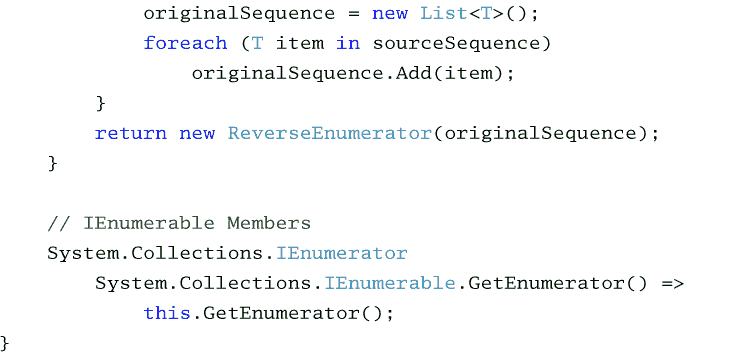 originalSequence = new List<T>();
            foreach (T item in sourceSequence)
                originalSequence.Add(item);
        }
        return new ReverseEnumerator(originalSequence);
    }

    // IEnumerable Members
    System.Collections.IEnumerator
        System.Collections.IEnumerable.GetEnumerator() =>
            this.GetEnumerator();
}